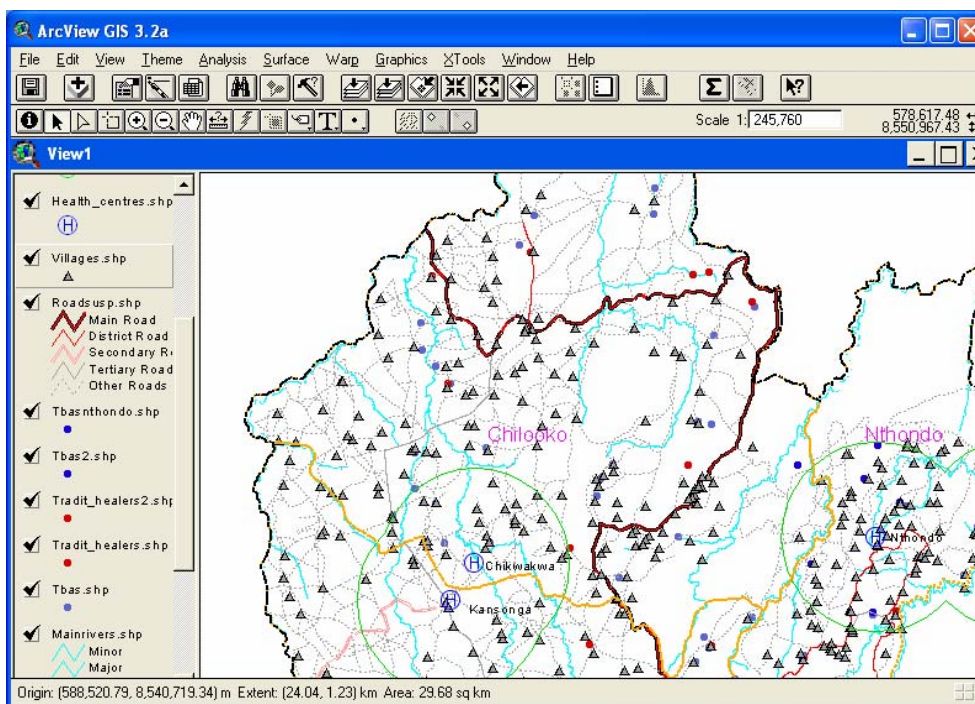 ArcView GIS 3.2a
File Edit View Theme Analysis Surface Warp Graphics XTools Window Help
Scale 1: 245,760
578,617.48
8,550,967.43
View1
Health_centres.shp
H
Villages.shp
Roadsusp.shp
Main Road
District Road
Secondary R
Tertiary Road
Other Roads
Tbasnthondo.shp
Tbas2.shp
Tradit_healers2.shp
Tradit_healers.shp
Tbas.shp
Mainrivers.shp
Minor
Major
Chilooko
Nthondo
H Nthondo
H Chikwakwa
H Kansonga
Origin: (588,520.79, 8,540,719.34) m Extent: (24.04, 1.23) km Area: 29.68 sq km